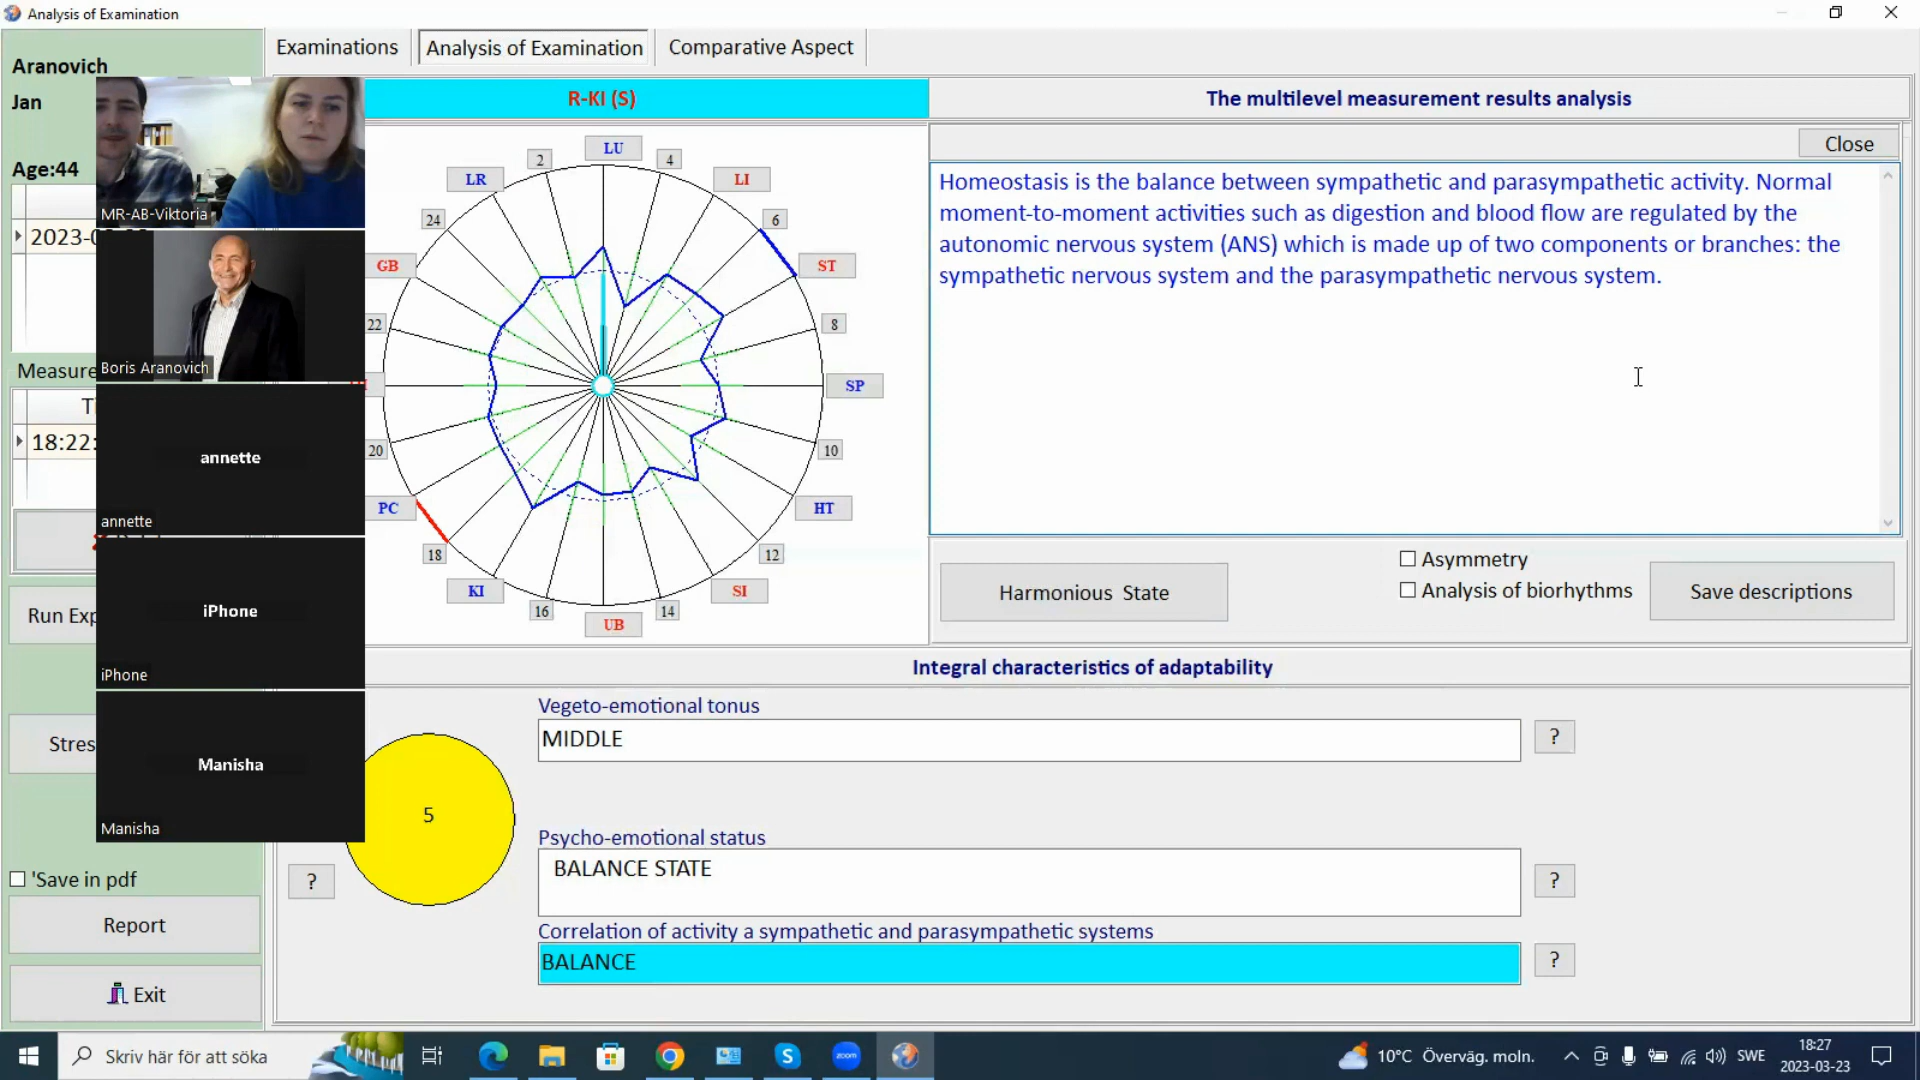 Analysis of Examination
Examinations
Analysis of Examination
Comparative Aspect
Aranovich
Jan
Age:44
2023-0
Measure
18:22:
Run Exp
Stres
'Save in pdf
Report
Exit
MR-AB-Viktoria
Boris Aranovich
annette
annette
iPhone
iPhone
Manisha
Manisha
R-KI (S)
LU
4
LI
6
ST
8
SP
10
HT
12
SI
14
UB
16
KI
18
PC
20
22
GB
24
LR
2
The multilevel measurement results analysis
Close
Homeostasis is the balance between sympathetic and parasympathetic activity. Normal
moment-to-moment activities such as digestion and blood flow are regulated by the
autonomic nervous system (ANS) which is made up of two components or branches: the
sympathetic nervous system and the parasympathetic nervous system.
Harmonious State
Asymmetry
Analysis of biorhythms
Save descriptions
Integral characteristics of adaptability
5
?
Vegeto-emotional tonus
MIDDLE
?
Psycho-emotional status
BALANCE STATE
?
Correlation of activity a sympathetic and parasympathetic systems
BALANCE
?
Skriv här för att söka
zoom
10°C Överväg. moln.
SWE
18:27
2023-03-23